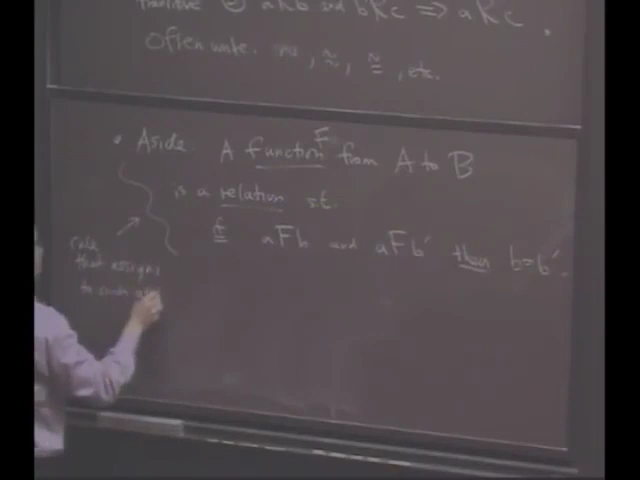 transitive aRb and bRc ⟹ aRc.
Often write ~, ≈, ≅, etc.
• Aside A function F from A to B
is a relation st.
if aFb and aFb' then b=b'.
rule
that assigns
to each